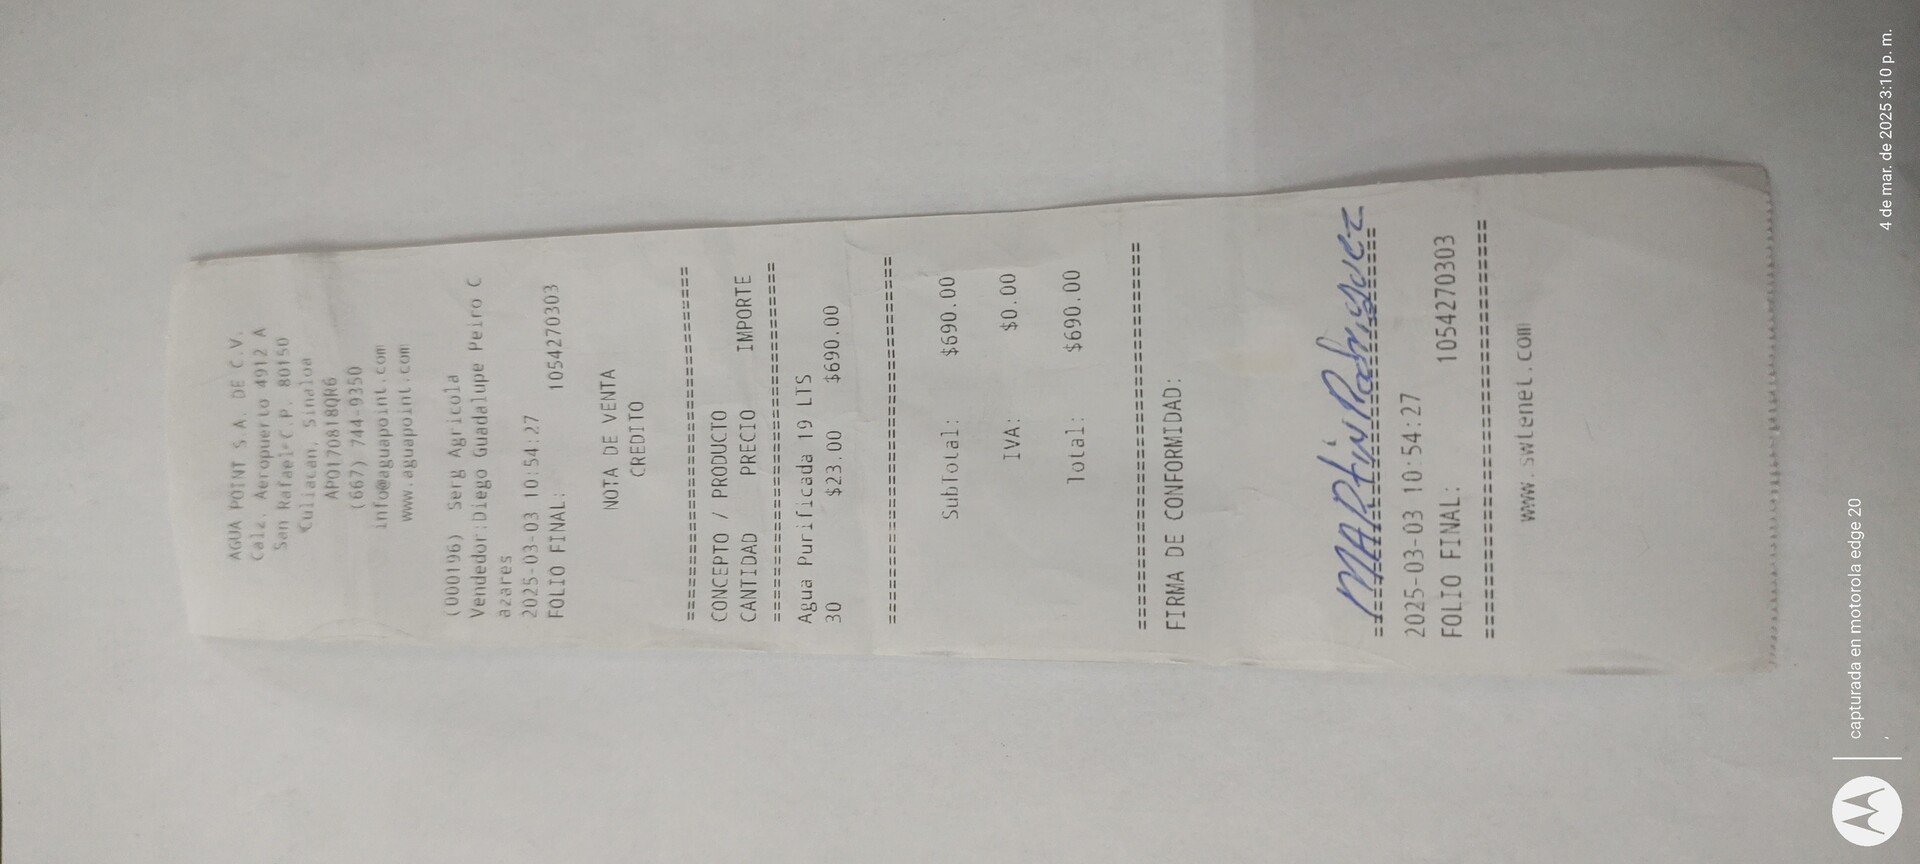 AGUA POINT S.A. DE C.V.
Calz. Aeropuerto 4912 A
San Rafael C.P. 80150
Culiacan, Sinaloa
APO170818QR6
(667) 744-9350
info@aguapoint.com
www.aguapoint.com
(000196) Serg Agricola
Vendedor:Diego Guadalupe Peiro C
azares
2025-03-03 10:54:27
FOLIO FINAL: 1054270303
NOTA DE VENTA
CREDITO
================================
CONCEPTO / PRODUCTO
CANTIDAD PRECIO IMPORTE
================================
Agua Purificada 19 LTS
30 $23.00 $690.00
================================
SubTotal: $690.00
IVA: $0.00
Total: $690.00
================================
FIRMA DE CONFORMIDAD:
MARtin Rodriguez
================================
2025-03-03 10:54:27
FOLIO FINAL: 1054270303
================================
www.swtenet.com
capturada en motorola edge 20
4 de mar. de 2025 3:10 p. m.